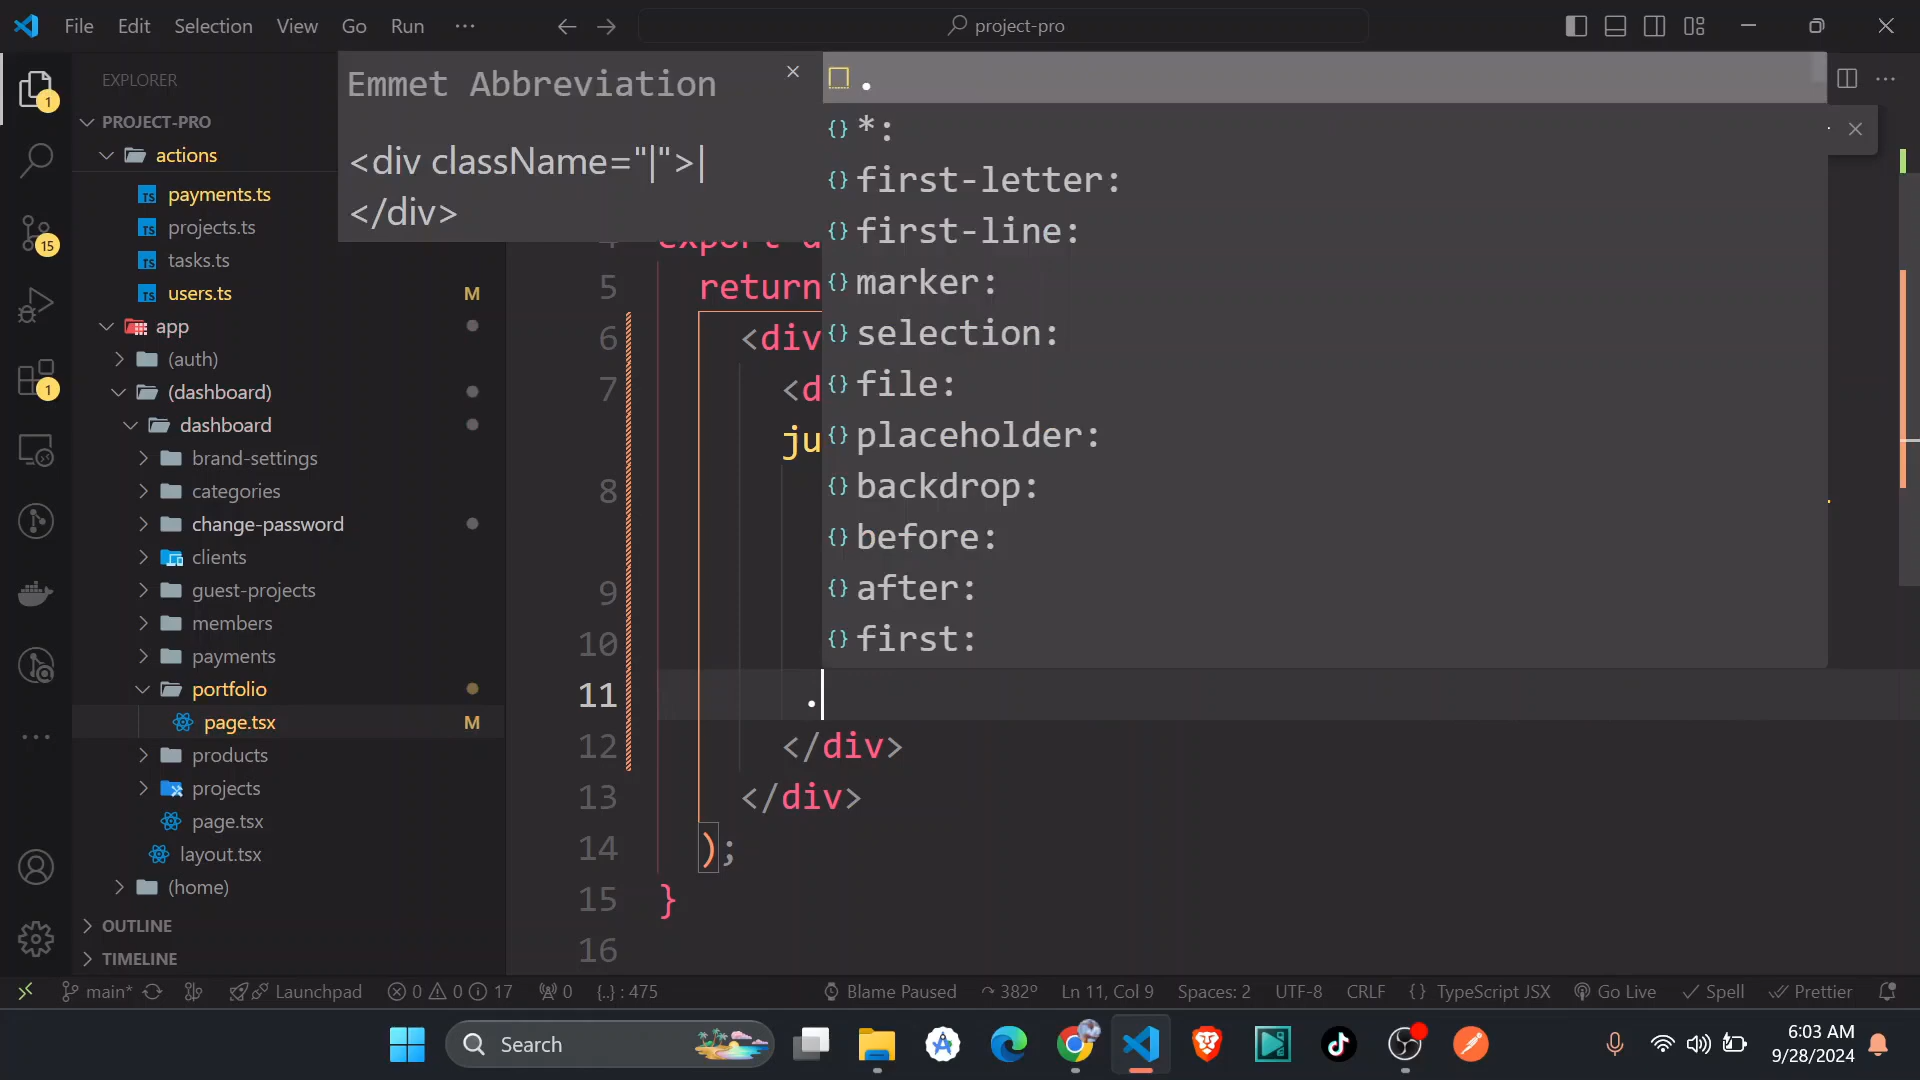 File Edit Selection View Go Run ···
project-pro
EXPLORER
PROJECT-PRO
actions
payments.ts
projects.ts
tasks.ts
users.ts M
app
(auth)
(dashboard)
dashboard
brand-settings
categories
change-password
clients
guest-projects
members
payments
portfolio
page.tsx M
products
projects
page.tsx
layout.tsx
(home)
OUTLINE
TIMELINE
1
15
1
Emmet Abbreviation
<div className="|">|
</div>
.
{} *:
{} first-letter:
{} first-line:
{} marker:
{} selection:
{} file:
{} placeholder:
{} backdrop:
{} before:
{} after:
{} first:
5 return
6 <div
7 <d
ju
8
9
10
11 .
12 </div>
13 </div>
14 );
15 }
16
main* Launchpad 0 0 17 0 {..} : 475 Blame Paused 382º Ln 11, Col 9 Spaces: 2 UTF-8 CRLF {} TypeScript JSX Go Live Spell Prettier
Search
6:03 AM
9/28/2024